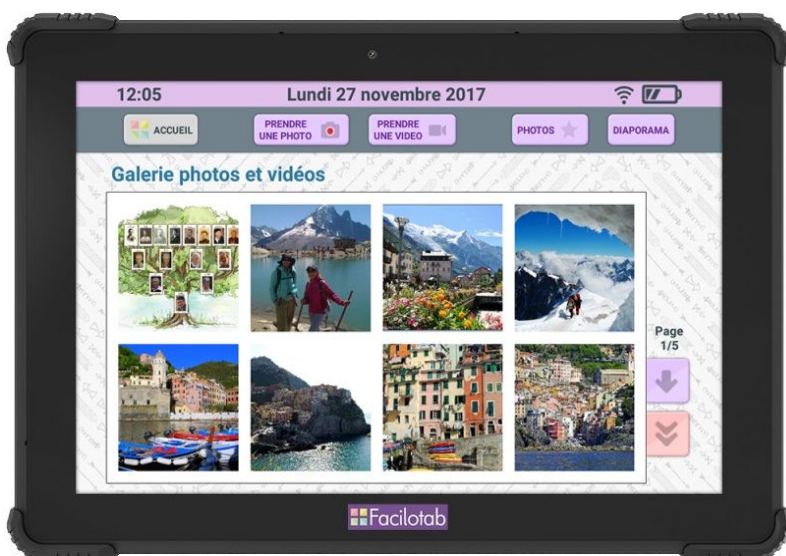 12:05
Lundi 27 novembre 2017
ACCUEIL
PRENDRE
UNE PHOTO
PRENDRE
UNE VIDEO
PHOTOS
DIAPORAMA
Galerie photos et vidéos
Page
1/5
Facilotab